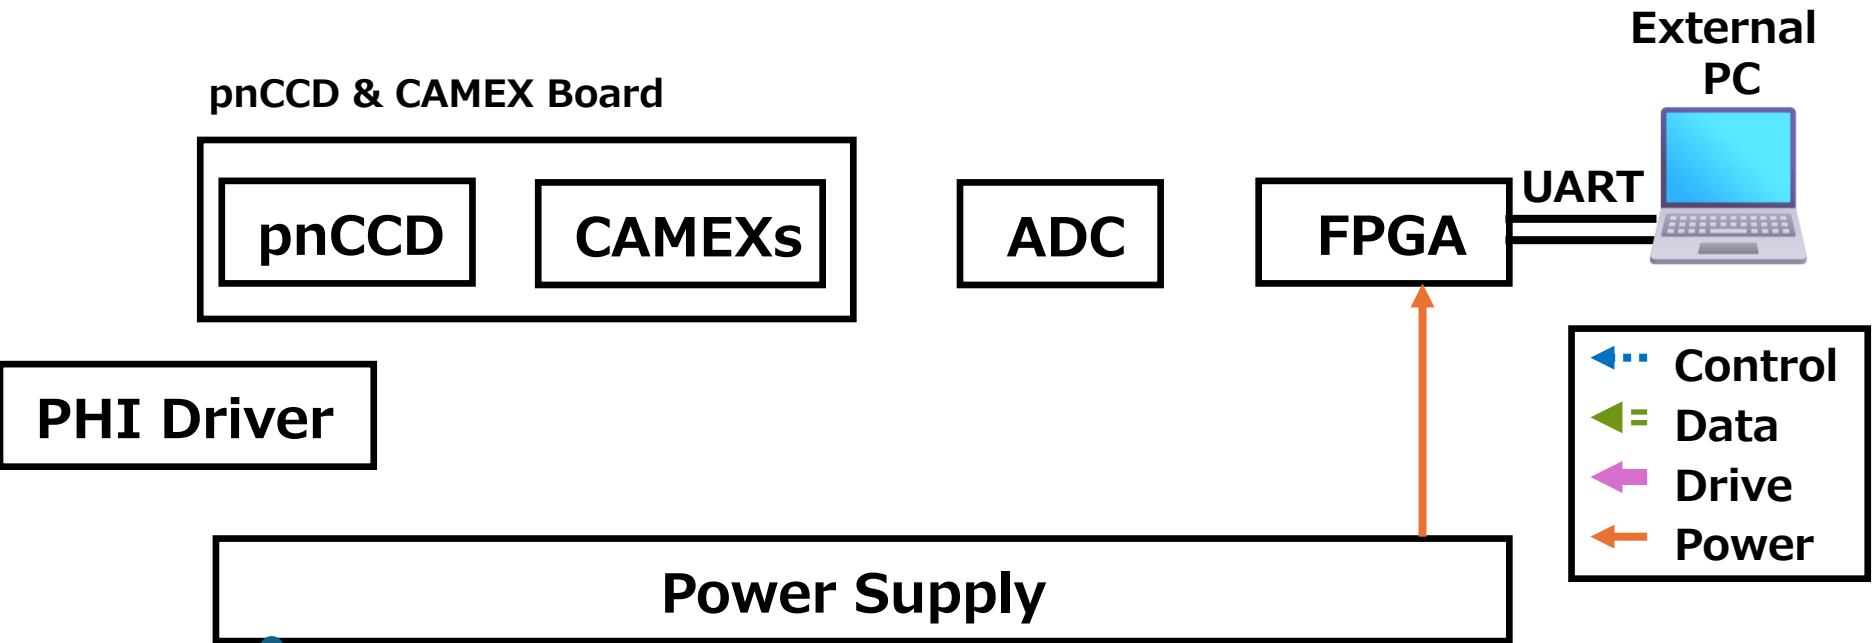 External
PC
pnCCD & CAMEX Board
UART
pnCCD
CAMEXs
ADC
FPGA
Control
PHI Driver
Data
Drive
Power
Power Supply